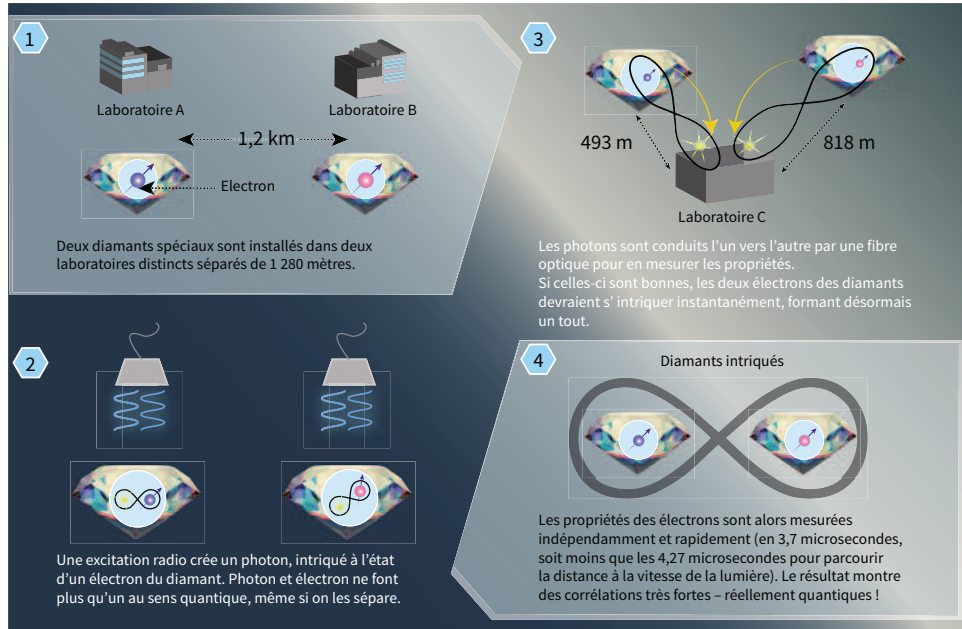 1
Laboratoire A
Laboratoire B
1,2 km
Electron
Deux diamants spéciaux sont installés dans deux
laboratoires distincts séparés de 1 280 mètres.
2
Une excitation radio crée un photon, intriqué à l’état
d’un électron du diamant. Photon et électron ne font
plus qu’un au sens quantique, même si on les sépare.
3
493 m
818 m
Laboratoire C
Les photons sont conduits l’un vers l’autre par une fibre
optique pour en mesurer les propriétés.
Si celles-ci sont bonnes, les deux électrons des diamants
devraient s’ intriquer instantanément, formant désormais
un tout.
4
Diamants intriqués
Les propriétés des électrons sont alors mesurées
indépendamment et rapidement (en 3,7 microsecondes,
soit moins que les 4,27 microsecondes pour parcourir
la distance à la vitesse de la lumière). Le résultat montre
des corrélations très fortes – réellement quantiques !